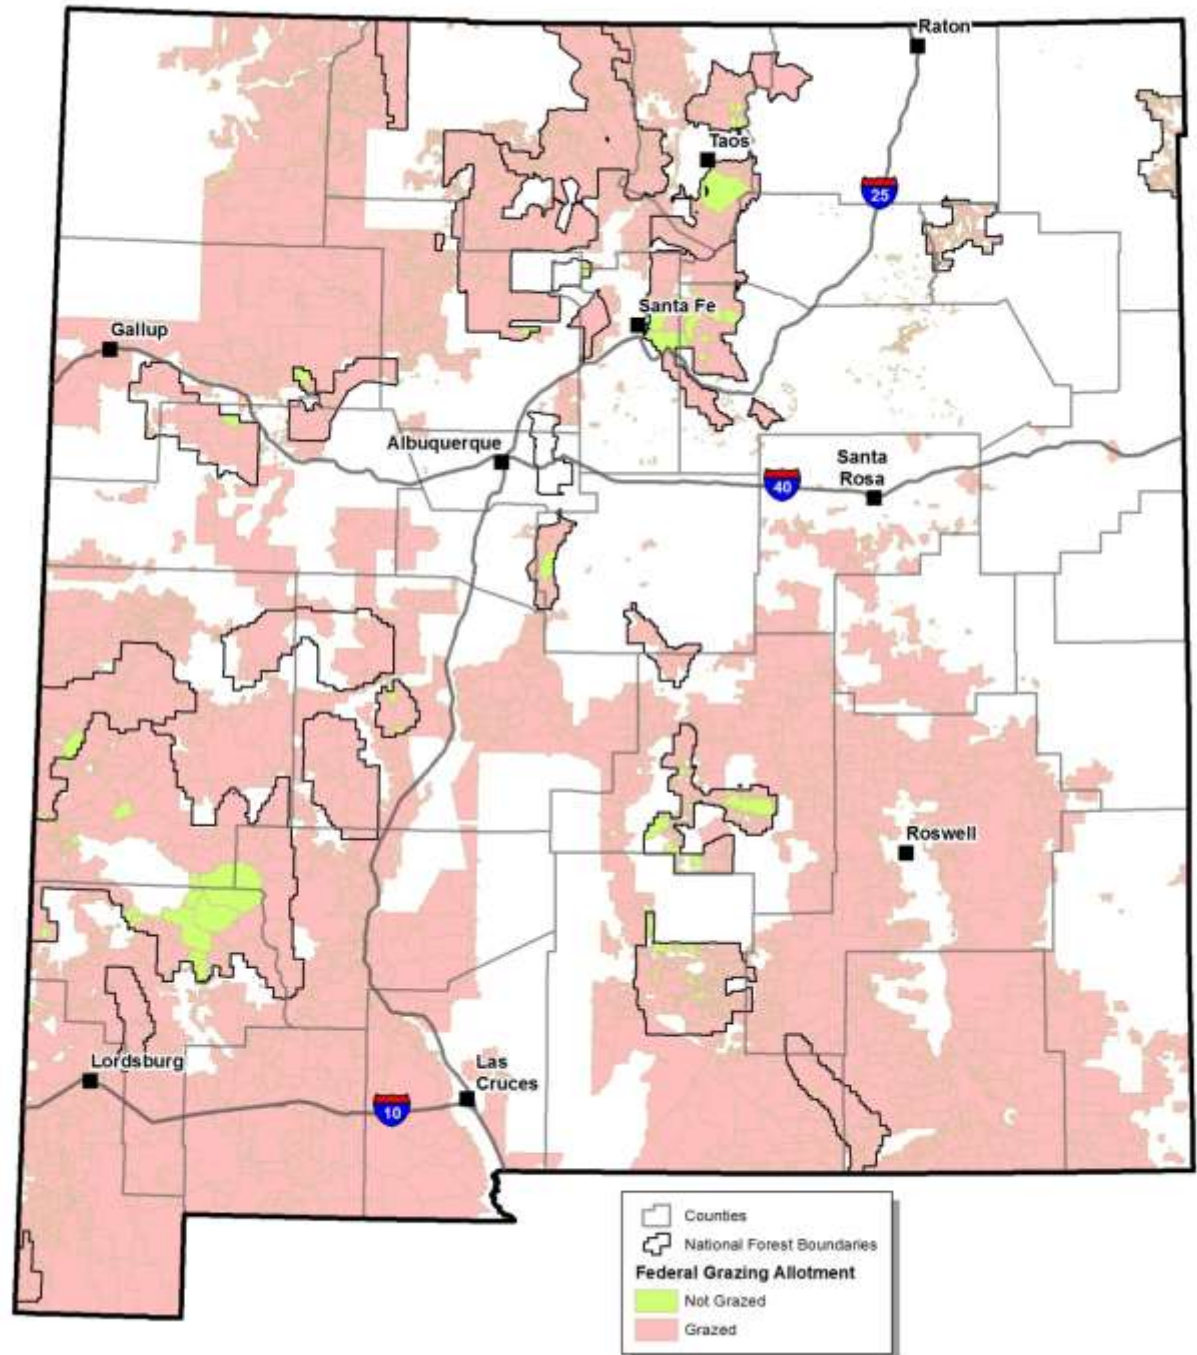 Raton
Taos
25
Santa Fe
Gallup
Albuquerque
Santa
Rosa
40
Roswell
Lordsburg
Las
Cruces
10
Counties
National Forest Boundaries
Federal Grazing Allotment
Not Grazed
Grazed